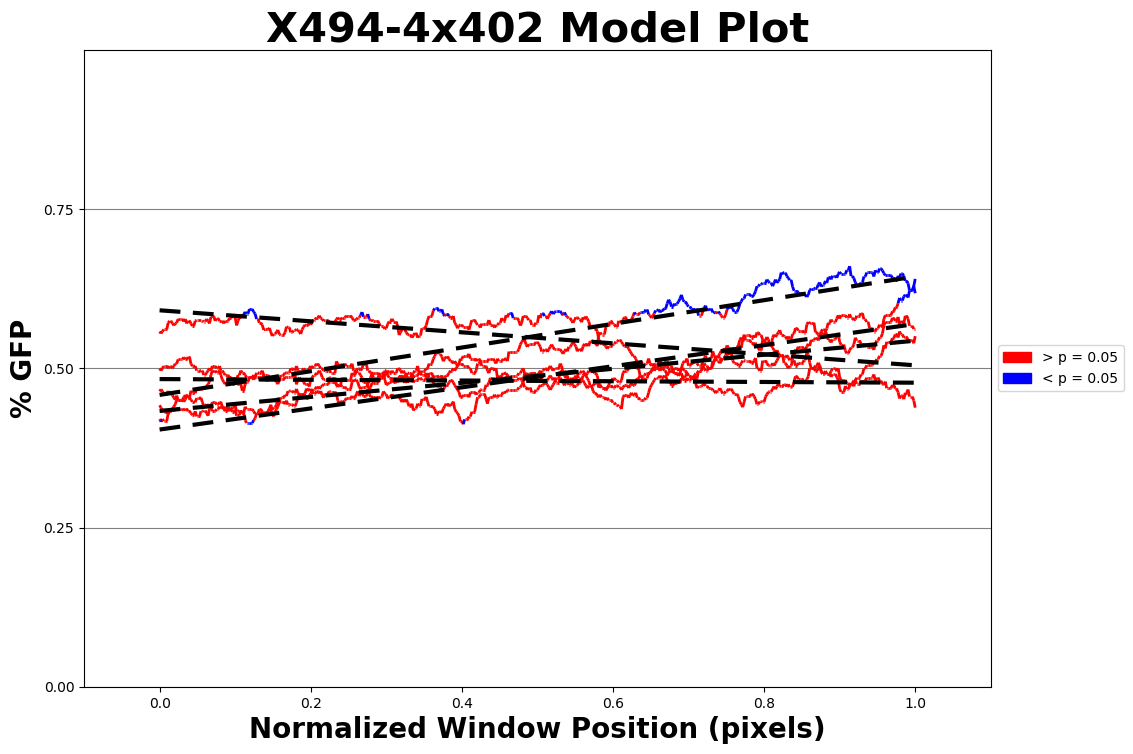 X494-4x402 Model Plot
% GFP
0.75
0.50
0.25
0.00
0.0 0.2 0.4 0.6 0.8 1.0
Normalized Window Position (pixels)
> p = 0.05
< p = 0.05